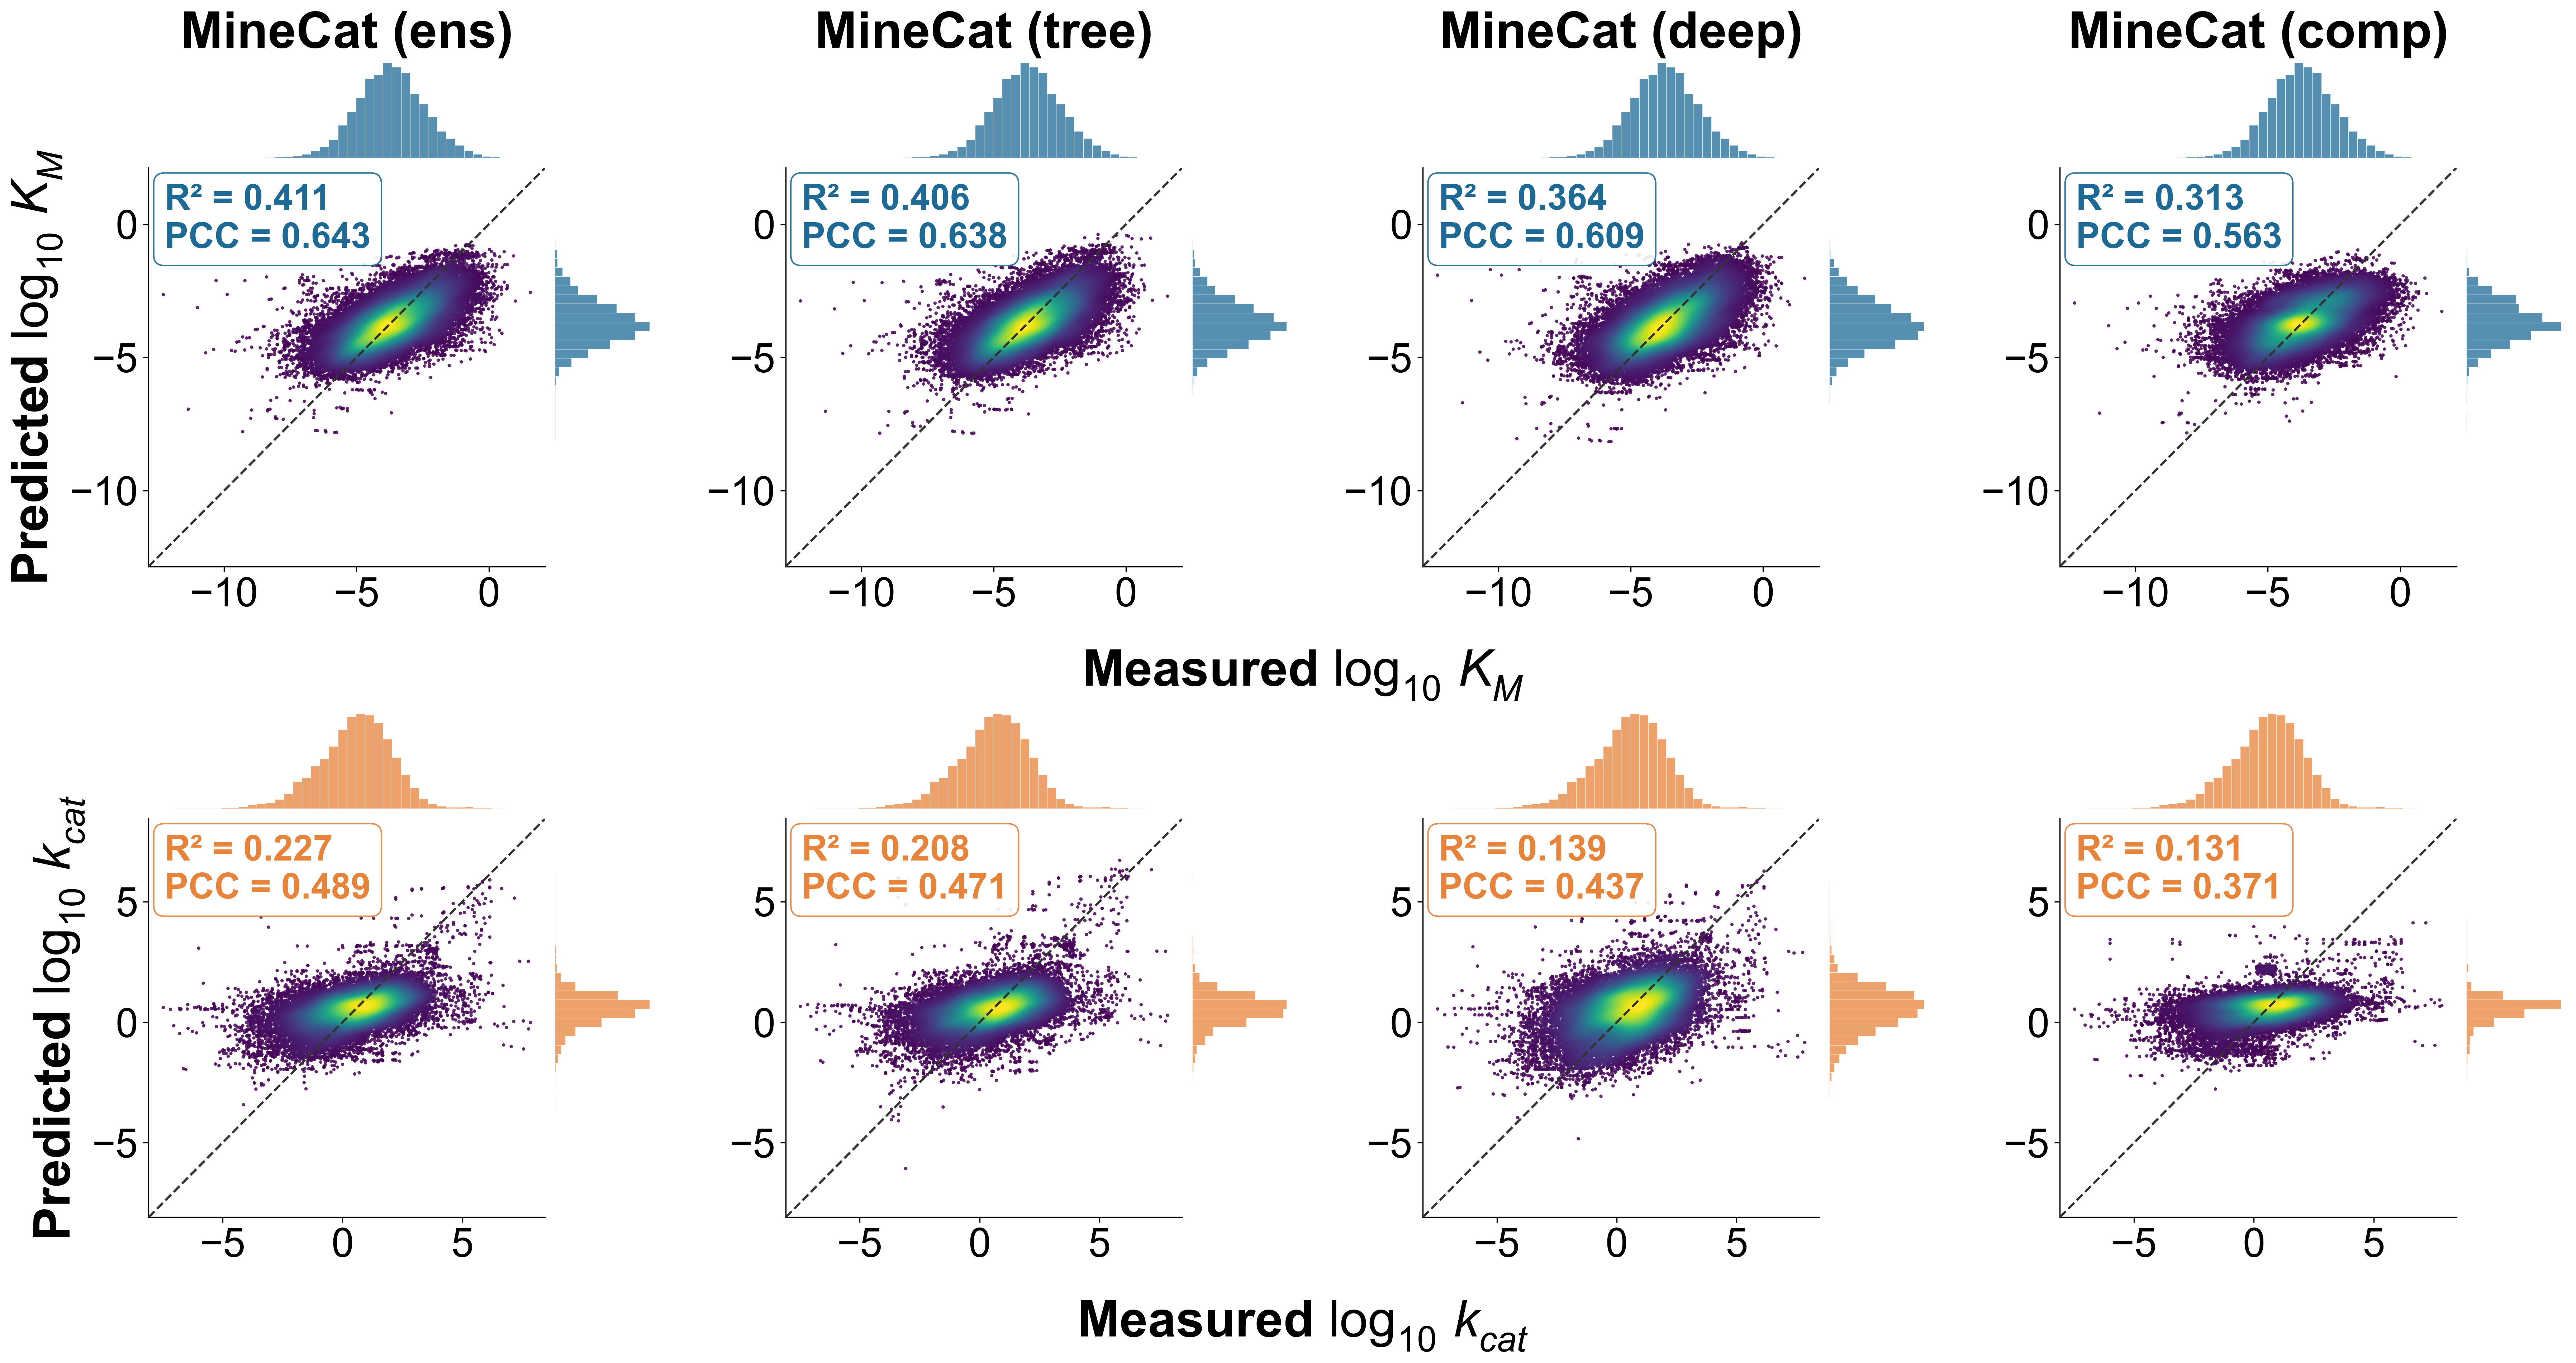 MineCat (ens)
MineCat (tree)
MineCat (deep)
MineCat (comp)
Predicted log₁₀ K_M
R² = 0.411
PCC = 0.643
0
−5
−10
−10 −5 0
R² = 0.406
PCC = 0.638
0
−5
−10
−10 −5 0
R² = 0.364
PCC = 0.609
0
−5
−10
−10 −5 0
R² = 0.313
PCC = 0.563
0
−5
−10
−10 −5 0
Measured log₁₀ K_M
Predicted log₁₀ k_cat
R² = 0.227
PCC = 0.489
5
0
−5
−5 0 5
R² = 0.208
PCC = 0.471
5
0
−5
−5 0 5
R² = 0.139
PCC = 0.437
5
0
−5
−5 0 5
R² = 0.131
PCC = 0.371
5
0
−5
−5 0 5
Measured log₁₀ k_cat